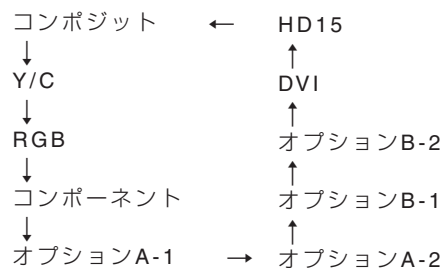 コンポジット ← HD15
↓ ↑
Y/C DVI
↓ ↑
RGB オプションB-2
↓ ↑
コンポーネント オプションB-1
↓ ↑
オプションA-1 → オプションA-2